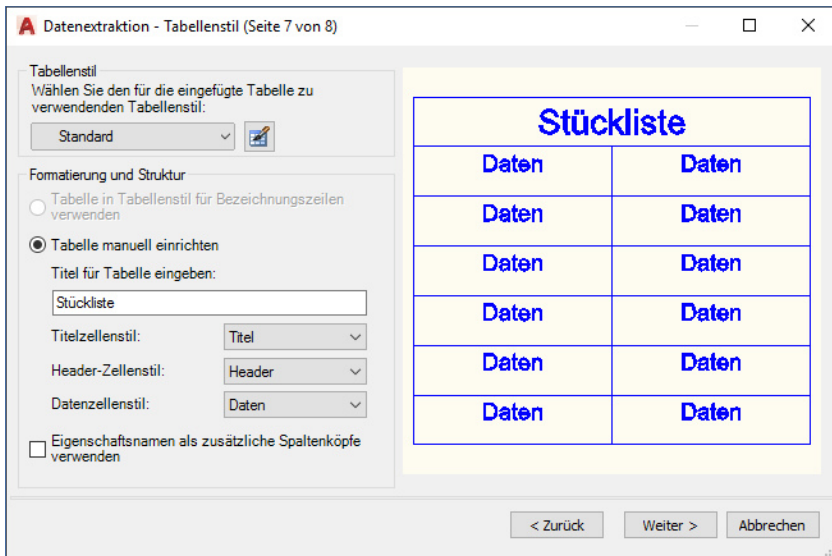 Datenextraktion - Tabellenstil (Seite 7 von 8)
Tabellenstil
Wählen Sie den für die eingefügte Tabelle zu
verwendenden Tabellenstil:
Standard
Formatierung und Struktur
Tabelle in Tabellenstil für Bezeichnungszeilen
verwenden
Tabelle manuell einrichten
Titel für Tabelle eingeben:
Stückliste
Titelzellenstil: Titel
Header-Zellenstil: Header
Datenzellenstil: Daten
Eigenschaftsnamen als zusätzliche Spaltenköpfe
verwenden
Stückliste
Daten Daten
Daten Daten
Daten Daten
Daten Daten
Daten Daten
Daten Daten
< Zurück Weiter > Abbrechen